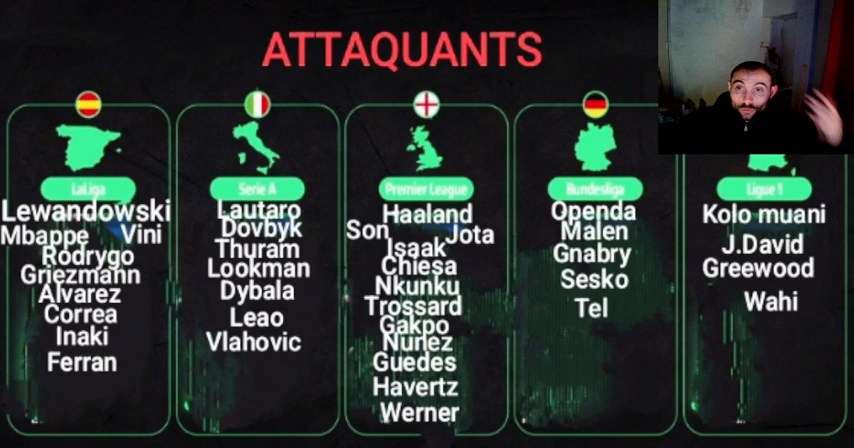 ATTAQUANTS
LaLiga
Lewandowski
Mbappe Vini
Rodrygo
Griezmann
Alvarez
Correa
Inaki
Ferran
Serie A
Lautaro
Dovbyk
Thuram
Lookman
Dybala
Leao
Vlahovic
Premier League
Haaland
Son Jota
Isaak
Chiesa
Nkunku
Trossard
Gakpo
Nunez
Guedes
Havertz
Werner
Bundesliga
Openda
Malen
Gnabry
Sesko
Tel
Ligue 1
Kolo muani
J.David
Greewood
Wahi